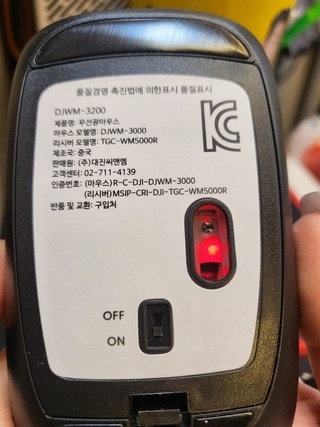 품질경영 촉진법에 의한표시 품질표시
DJWM-3200
제품명: 무선광마우스
마우스 모델명: DJWM-3000
리시버 모델명: TGC-WM5000R
제조국: 중국
판매원: (주)대진씨앤엠
고객센터: 02-711-4139
인증번호: (마우스)R-C-DJI-DJWM-3000
(리시버)MSIP-CRI-DJI-TGC-WM5000R
반품 및 교환: 구입처
OFF
ON